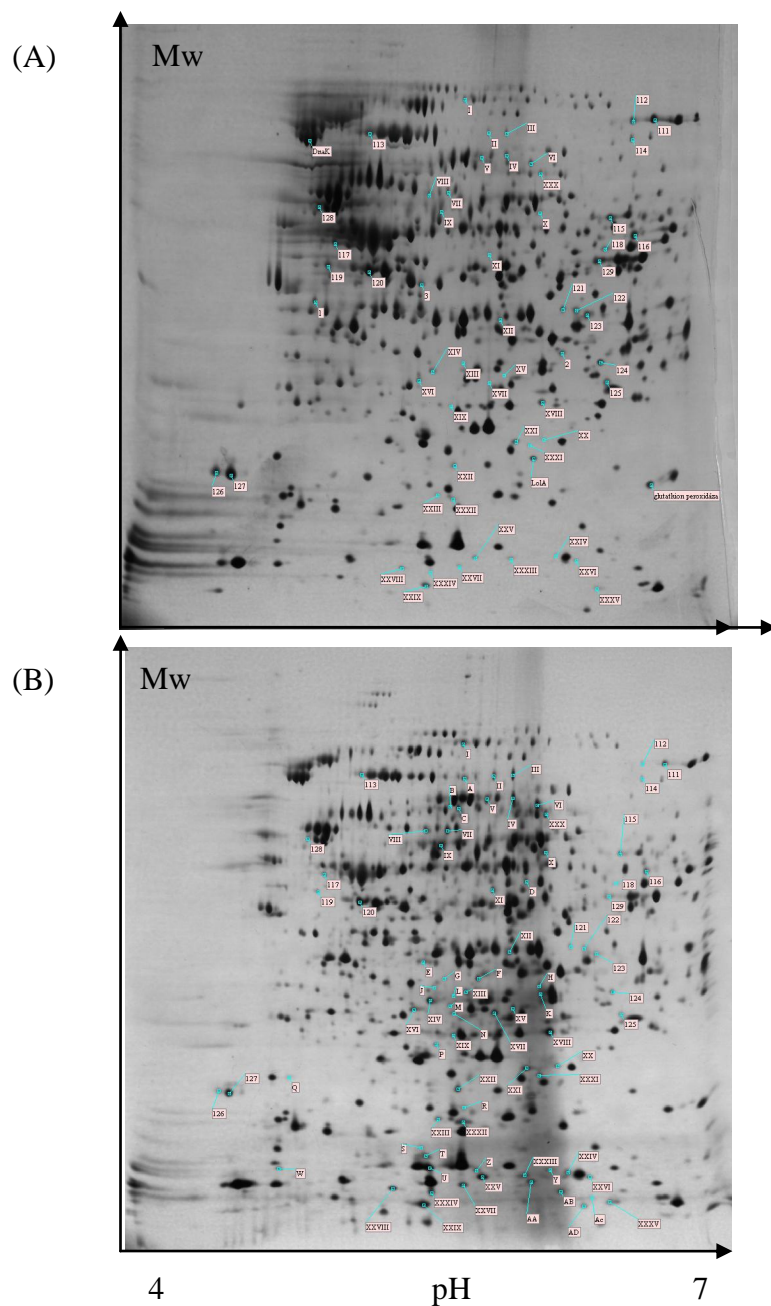 (A)
Mw
I
112
111
DnaK
113
II
III
114
V
IV
VI
XXX
VIII
VII
128
IX
X
115
117
118
116
119
120
XI
129
3
1
121
122
XII
123
2
XIV
XIII
XV
124
XVI
XVII
125
XIX
XVIII
XXI
XX
XXXI
XXII
LolA
126
127
glutathion peroxidáza
XXIII
XXXII
XXV
XXIV
XXVIII
XXXIV
XXVII
XXXIII
XXVI
XXIX
XXXV
(B)
Mw
I
112
111
113
A
II
III
114
B
V
VI
C
IV
XXX
VIII
VII
115
128
IX
X
117
D
118
116
119
120
XI
129
122
121
XII
123
E
G
F
H
J
L
XIII
K
124
M
XIV
XVI
N
XV
125
XVII
XIX
XVIII
P
XX
127
Q
XXII
XXI
XXXI
126
R
XXIII
XXXII
S
T
Z
XXXIII
XXIV
W
U
XXV
Y
XXVI
XXVIII
XXXIV
XXVII
AA
AB
XXIX
AD
Ac
XXXV
4 pH 7